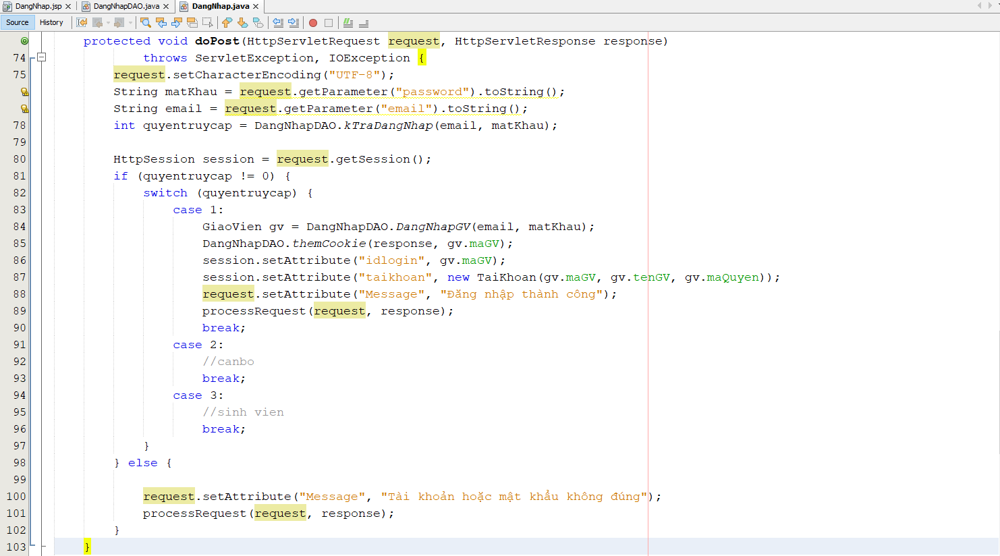 DangNhap.jsp DangNhapDAO.java DangNhap.java
Source History
protected void doPost(HttpServletRequest request, HttpServletResponse response)
74 throws ServletException, IOException {
75 request.setCharacterEncoding("UTF-8");
String matKhau = request.getParameter("password").toString();
String email = request.getParameter("email").toString();
78 int quyentruycap = DangNhapDAO.kTraDangNhap(email, matKhau);
79
80 HttpSession session = request.getSession();
81 if (quyentruycap != 0) {
82 switch (quyentruycap) {
83 case 1:
84 GiaoVien gv = DangNhapDAO.DangNhapGV(email, matKhau);
85 DangNhapDAO.themCookie(response, gv.maGV);
86 session.setAttribute("idlogin", gv.maGV);
87 session.setAttribute("taikhoan", new TaiKhoan(gv.maGV, gv.tenGV, gv.maQuyen));
88 request.setAttribute("Message", "Đăng nhập thành công");
89 processRequest(request, response);
90 break;
91 case 2:
92 //canbo
93 break;
94 case 3:
95 //sinh vien
96 break;
97 }
98 } else {
99
100 request.setAttribute("Message", "Tài khoản hoặc mật khẩu không đúng");
101 processRequest(request, response);
102 }
103 }